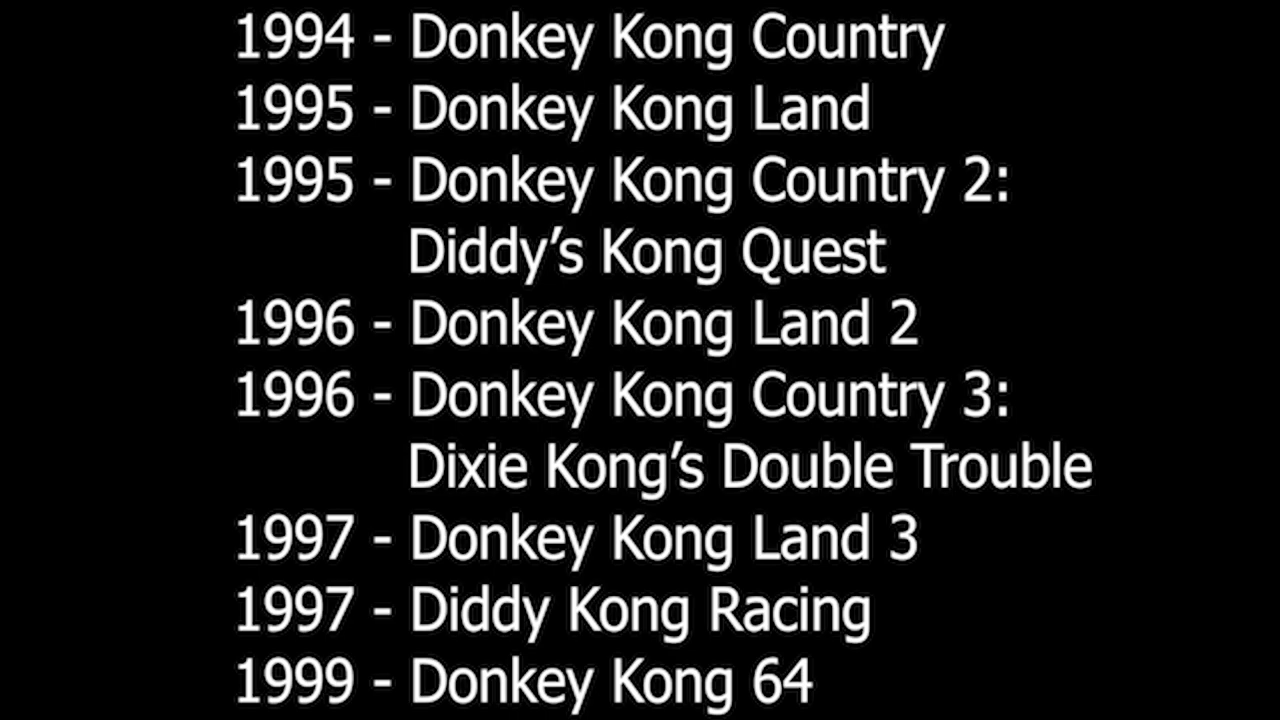 1994 - Donkey Kong Country
1995 - Donkey Kong Land
1995 - Donkey Kong Country 2:
Diddy’s Kong Quest
1996 - Donkey Kong Land 2
1996 - Donkey Kong Country 3:
Dixie Kong’s Double Trouble
1997 - Donkey Kong Land 3
1997 - Diddy Kong Racing
1999 - Donkey Kong 64